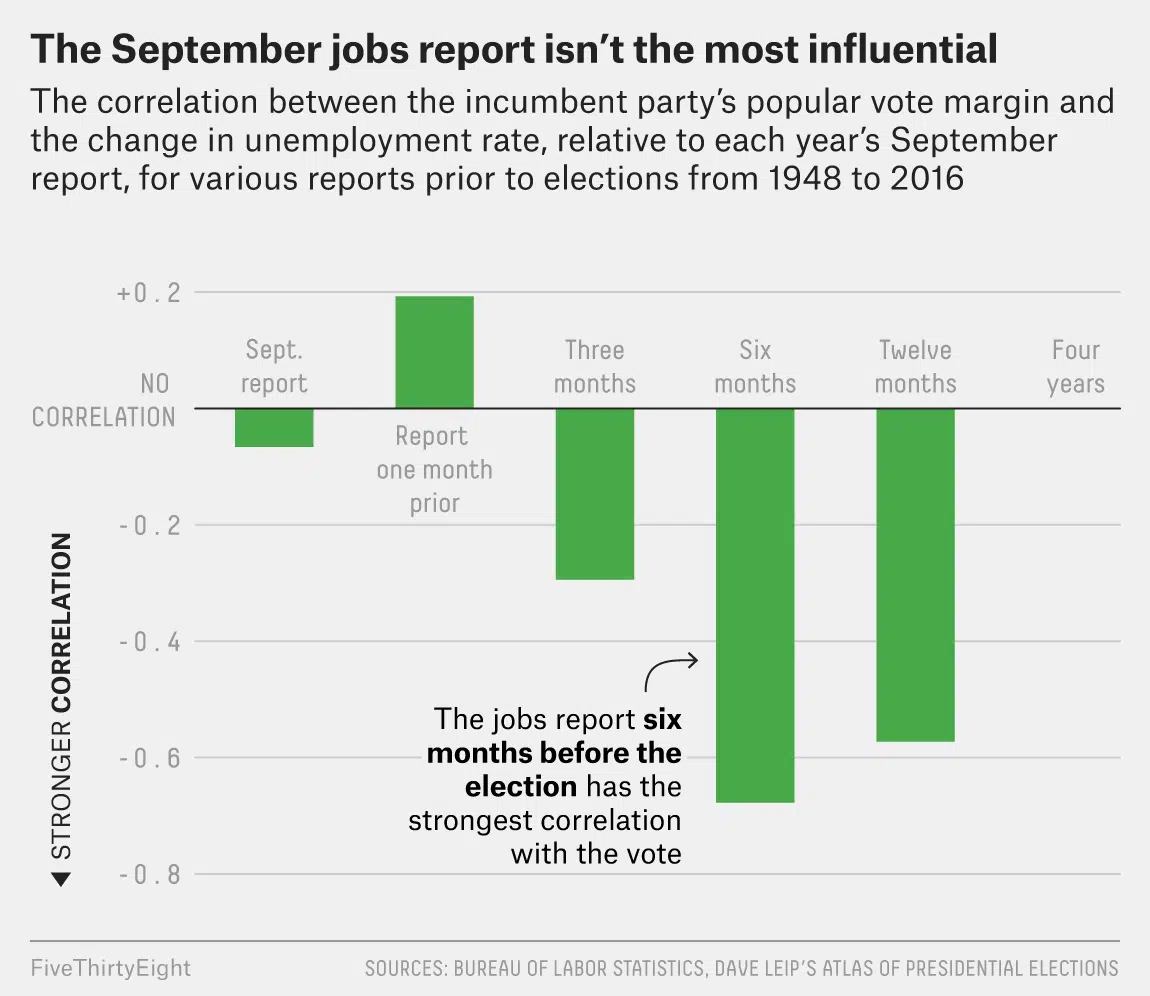 The September jobs report isn't the most influential
The correlation between the incumbent party's popular vote margin and
the change in unemployment rate, relative to each year's September
report, for various reports prior to elections from 1948 to 2016
+0.2
NO
CORRELATION
-0.2
-0.4
-0.6
-0.8
▼ STRONGER CORRELATION
Sept.
report
Report
one month
prior
Three
months
Six
months
Twelve
months
Four
years
The jobs report six
months before the
election has the
strongest correlation
with the vote
FiveThirtyEight
SOURCES: BUREAU OF LABOR STATISTICS, DAVE LEIP'S ATLAS OF PRESIDENTIAL ELECTIONS